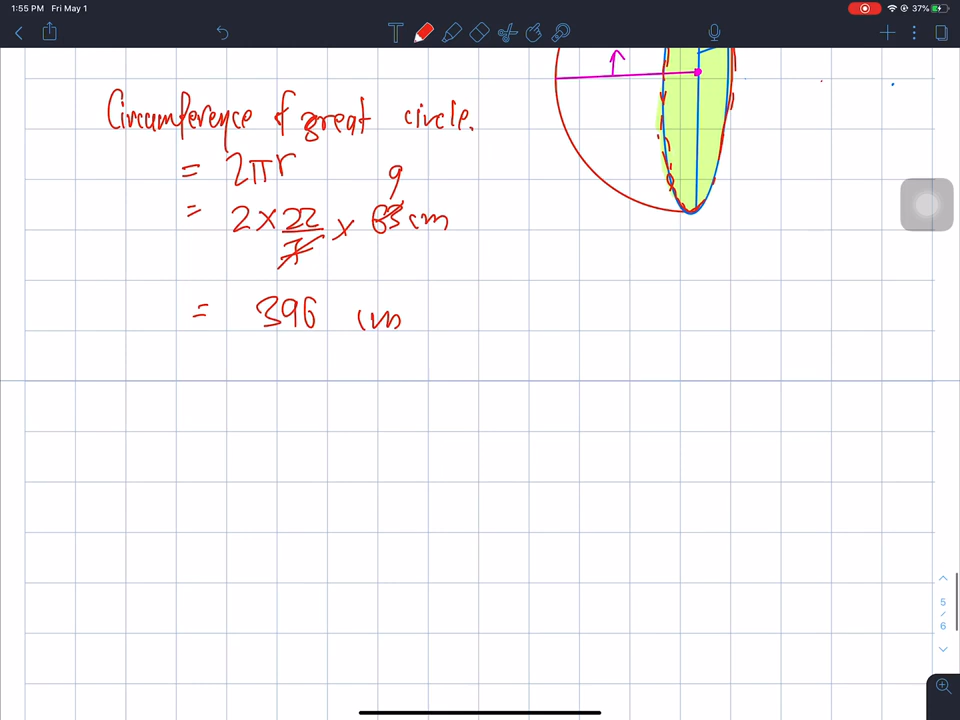 1:55 PM Fri May 1
37%
Circumference of great circle.
= 2πr
9
= 2 × 22/7 × 63 cm
= 396 cm
5
/
6